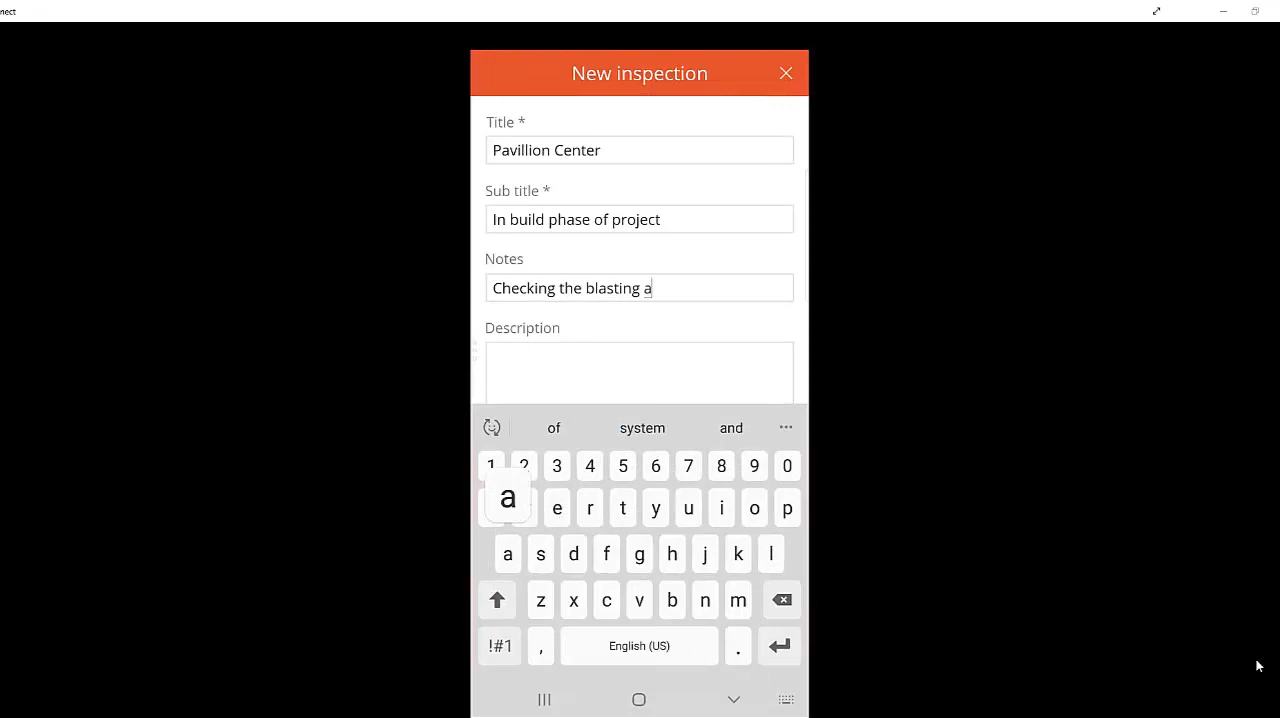 nect
New inspection
Title *
Pavillion Center
Sub title *
In build phase of project
Notes
Checking the blasting a
Description
of system and
1 2 3 4 5 6 7 8 9 0
a
e r t y u i o p
a s d f g h j k l
z x c v b n m
!#1 , English (US) .